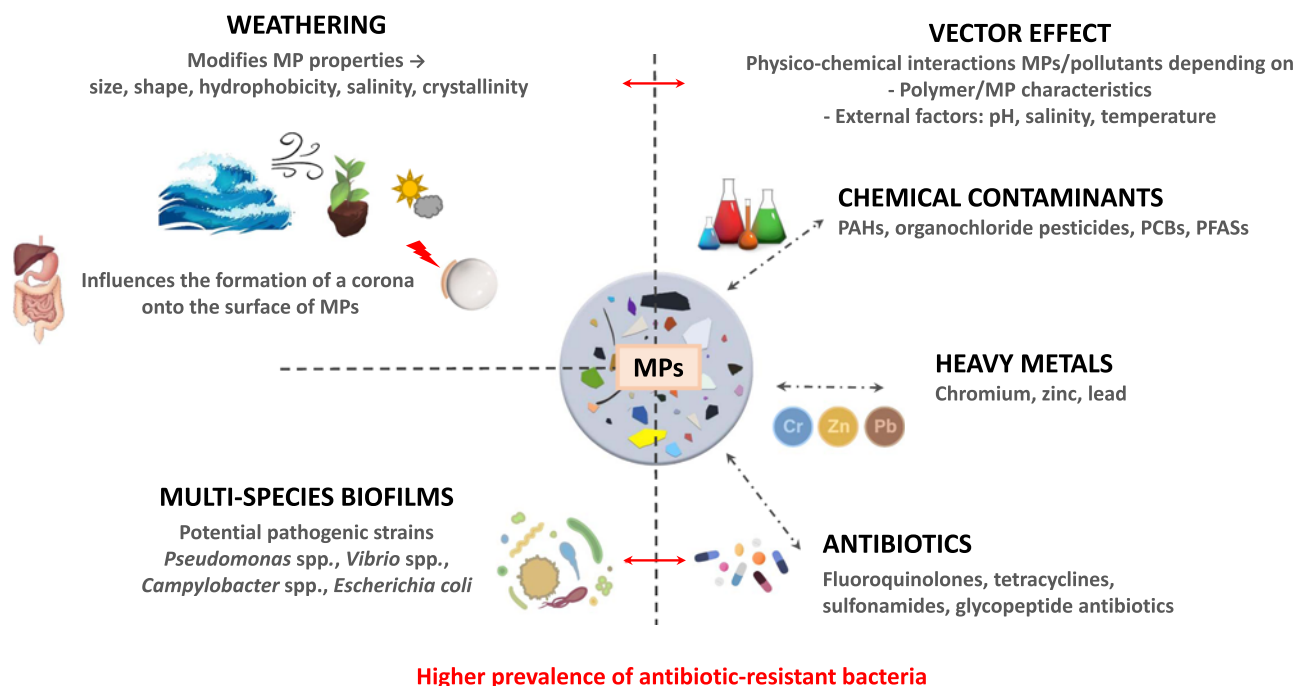 WEATHERING
Modifies MP properties →
size, shape, hydrophobicity, salinity, crystallinity
Influences the formation of a corona
onto the surface of MPs
VECTOR EFFECT
Physico-chemical interactions MPs/pollutants depending on
- Polymer/MP characteristics
- External factors: pH, salinity, temperature
CHEMICAL CONTAMINANTS
PAHs, organochloride pesticides, PCBs, PFASs
MPs
HEAVY METALS
Chromium, zinc, lead
Cr Zn Pb
MULTI-SPECIES BIOFILMS
Potential pathogenic strains
Pseudomonas spp., Vibrio spp.,
Campylobacter spp., Escherichia coli
ANTIBIOTICS
Fluoroquinolones, tetracyclines,
sulfonamides, glycopeptide antibiotics
Higher prevalence of antibiotic-resistant bacteria